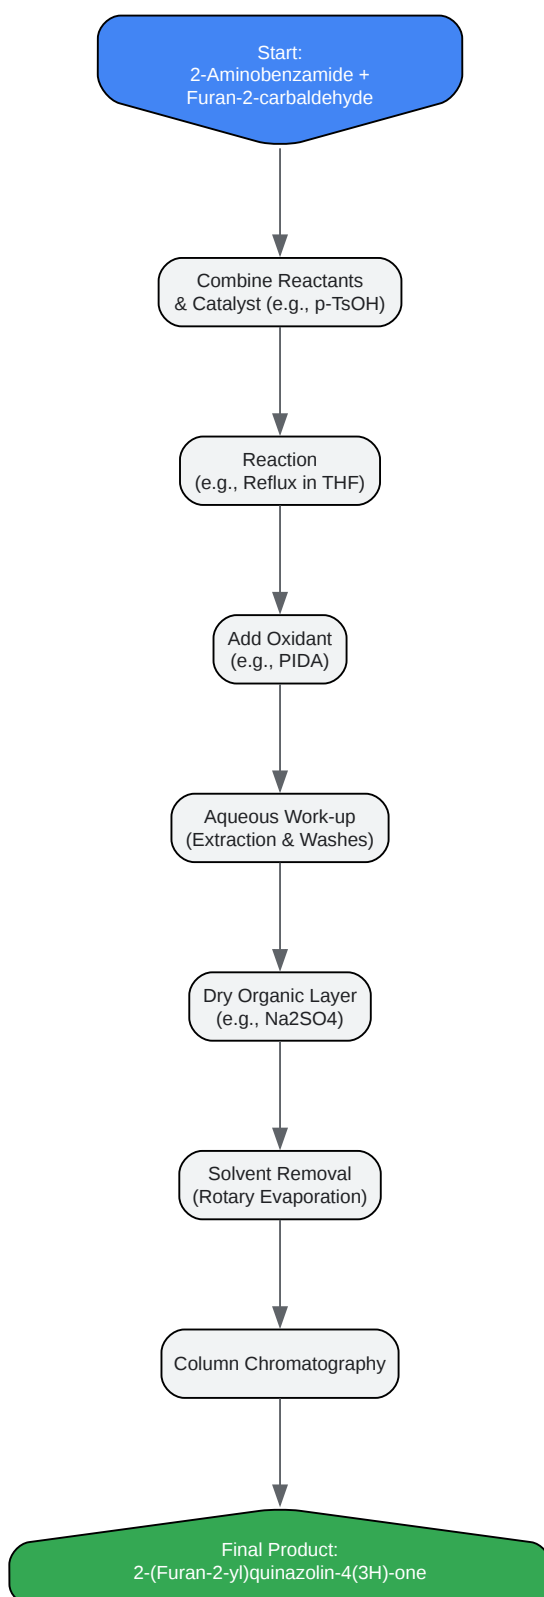 Start:
2-Aminobenzamide +
Furan-2-carbaldehyde
Combine Reactants
& Catalyst (e.g., p-TsOH)
Reaction
(e.g., Reflux in THF)
Add Oxidant
(e.g., PIDA)
Aqueous Work-up
(Extraction & Washes)
Dry Organic Layer
(e.g., Na2SO4)
Solvent Removal
(Rotary Evaporation)
Column Chromatography
Final Product:
2-(Furan-2-yl)quinazolin-4(3H)-one